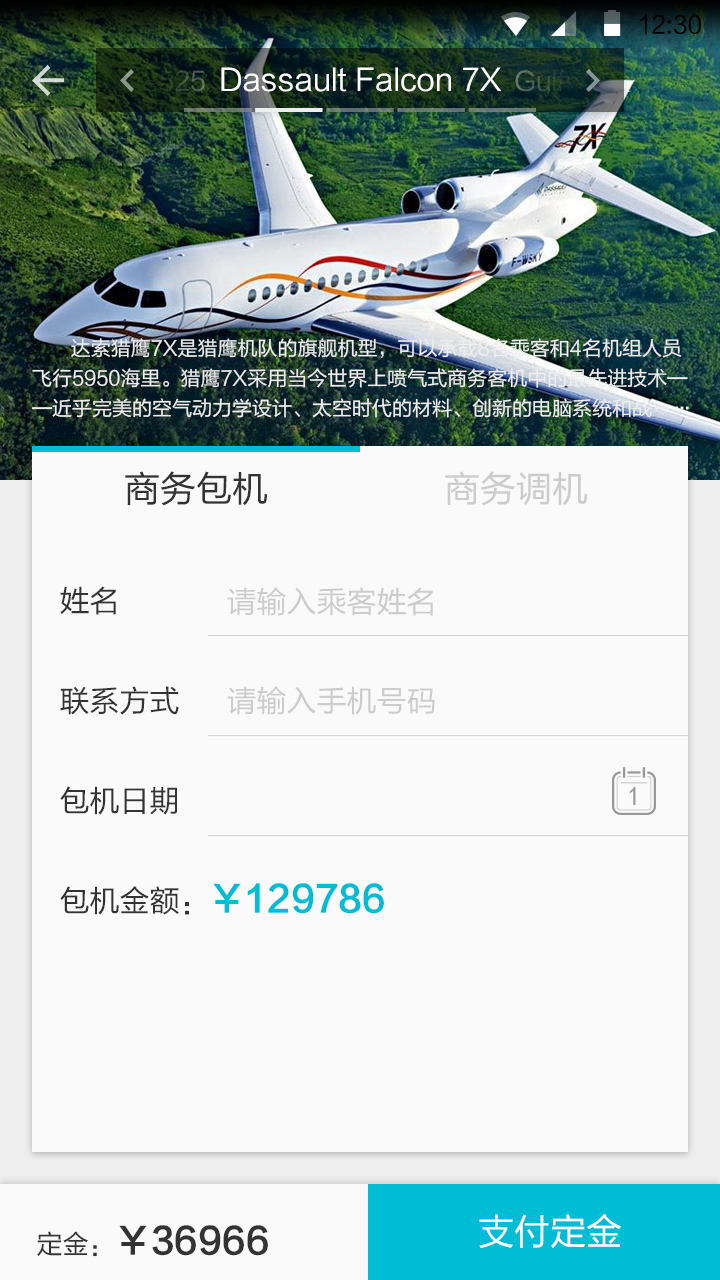 12:30
25 Dassault Falcon 7X Gulf
7X
DASSAULT
F-WSKY
达索猎鹰7X是猎鹰机队的旗舰机型，可以承载8名乘客和4名机组人员
飞行5950海里。猎鹰7X采用当今世界上喷气式商务客机中的最先进技术一
一近乎完美的空气动力学设计、太空时代的材料、创新的电脑系统和战…
商务包机 商务调机
姓名 请输入乘客姓名
联系方式 请输入手机号码
包机日期 1
包机金额：￥129786
定金：￥36966 支付定金